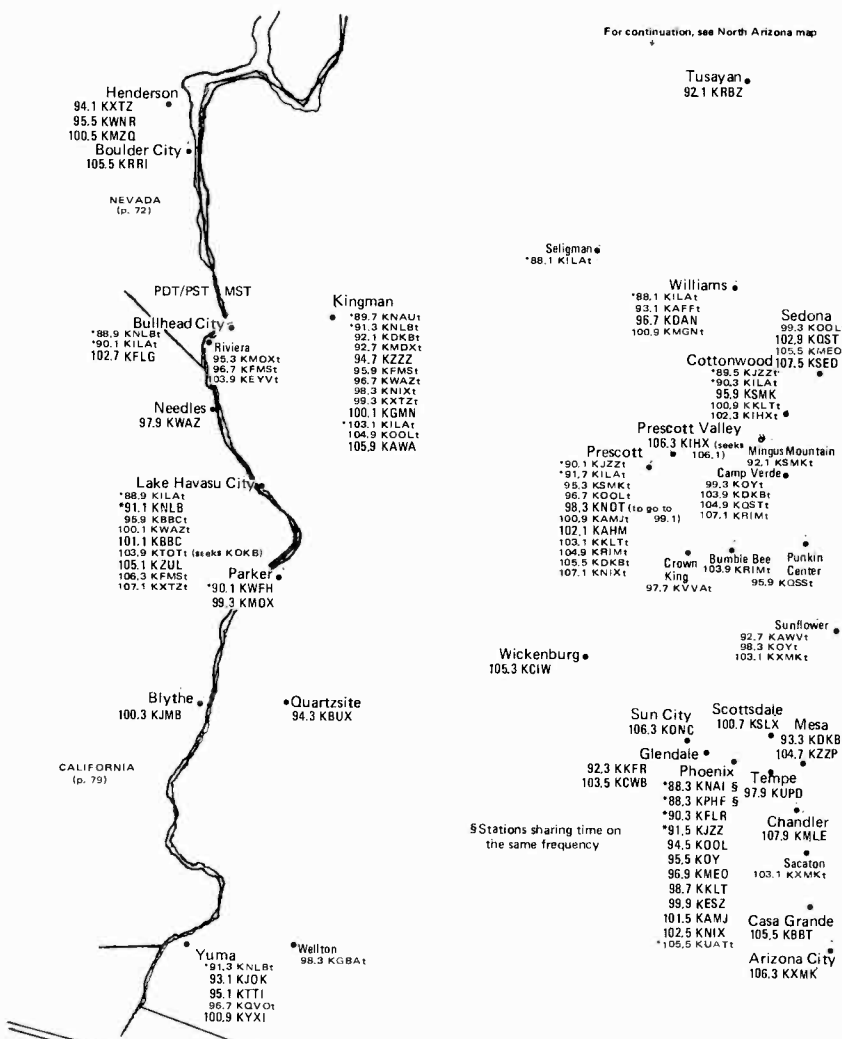 For continuation, see North Arizona map
Tusayan
92.1 KRBZ
Henderson
94.1 KXTZ
95.5 KWNR
100.5 KMZQ
Boulder City
105.5 KRRI
NEVADA
(p. 72)
Seligman
*88.1 KILAt
PDT/PST MST
Williams
*88.1 KILAt
93.1 KAFFt
96.7 KDAN
100.9 KMGNt
Kingman
*89.7 KNAUt
*91.3 KNLBt
92.1 KDKBt
92.7 KMDXt
94.7 KZZZ
95.9 KFMSt
96.7 KWAZt
98.3 KNIXt
99.3 KXTZt
100.1 KGMN
*103.1 KILAt
104.9 KOOLt
105.9 KAWA
Bullhead City
*88.9 KNLBt
*90.1 KILAt
102.7 KFLG
Riviera
95.3 KMOXt
96.7 KFMSt
103.9 KEYVt
Sedona
99.3 KOOL
102.9 KQST
105.5 KMEO
107.5 KSED
Cottonwood
*89.5 KJZZt
*90.3 KILAt
95.9 KSMK
100.9 KKLTt
102.3 KIHXt
Needles
97.9 KWAZ
Prescott Valley
106.3 KIHX (seeks
106.1)
Mingus Mountain
92.1 KSMKt
Prescott
*90.1 KJZZt
*91.7 KILAt
95.3 KSMKt
96.7 KOOLt
98.3 KNOT (to go to
99.1)
100.9 KAMJt
102.1 KAHM
103.1 KKLTt
104.9 KRIMt
105.5 KDKBt
107.1 KNIXt
Camp Verde
99.3 KOYt
103.9 KDKBt
104.9 KQSTt
107.1 KRIMt
Lake Havasu City
*88.9 KILAt
*91.1 KNLB
95.9 KBBCt
100.1 KWAZt
101.1 KBBC
103.9 KTOTt (seeks KOKB)
105.1 KZUL
106.3 KFMSt
107.1 KXTZt
Crown
King
97.7 KVVAt
Bumble Bee
103.9 KRIMt
Punkin
Center
95.9 KQSSt
Parker
*90.1 KWFH
99.3 KMOX
Sunflower
92.7 KAWVt
98.3 KOYt
103.1 KXMKt
Wickenburg
105.3 KCIW
Blythe
100.3 KJMB
Quartzsite
94.3 KBUX
Sun City
106.3 KONC
Scottsdale
100.7 KSLX
Mesa
93.3 KDKB
104.7 KZZP
Glendale
92.3 KKFR
103.5 KCWB
CALIFORNIA
(p. 79)
Phoenix
*88.3 KNAI §
*88.3 KPHF §
*90.3 KFLR
*91.5 KJZZ
94.5 KOOL
95.5 KOY
96.9 KMEO
98.7 KKLT
99.9 KESZ
101.5 KAMJ
102.5 KNIX
*105.5 KUATt
Tempe
97.9 KUPD
Chandler
107.9 KMLE
§Stations sharing time on
the same frequency
Sacaton
103.1 KXMKt
Casa Grande
105.5 KBBT
Arizona City
106.3 KXMK
Yuma
*91.3 KNLBt
93.1 KJOK
95.1 KTTI
96.7 KQVOt
100.9 KYXI
Wellton
98.3 KGBAt